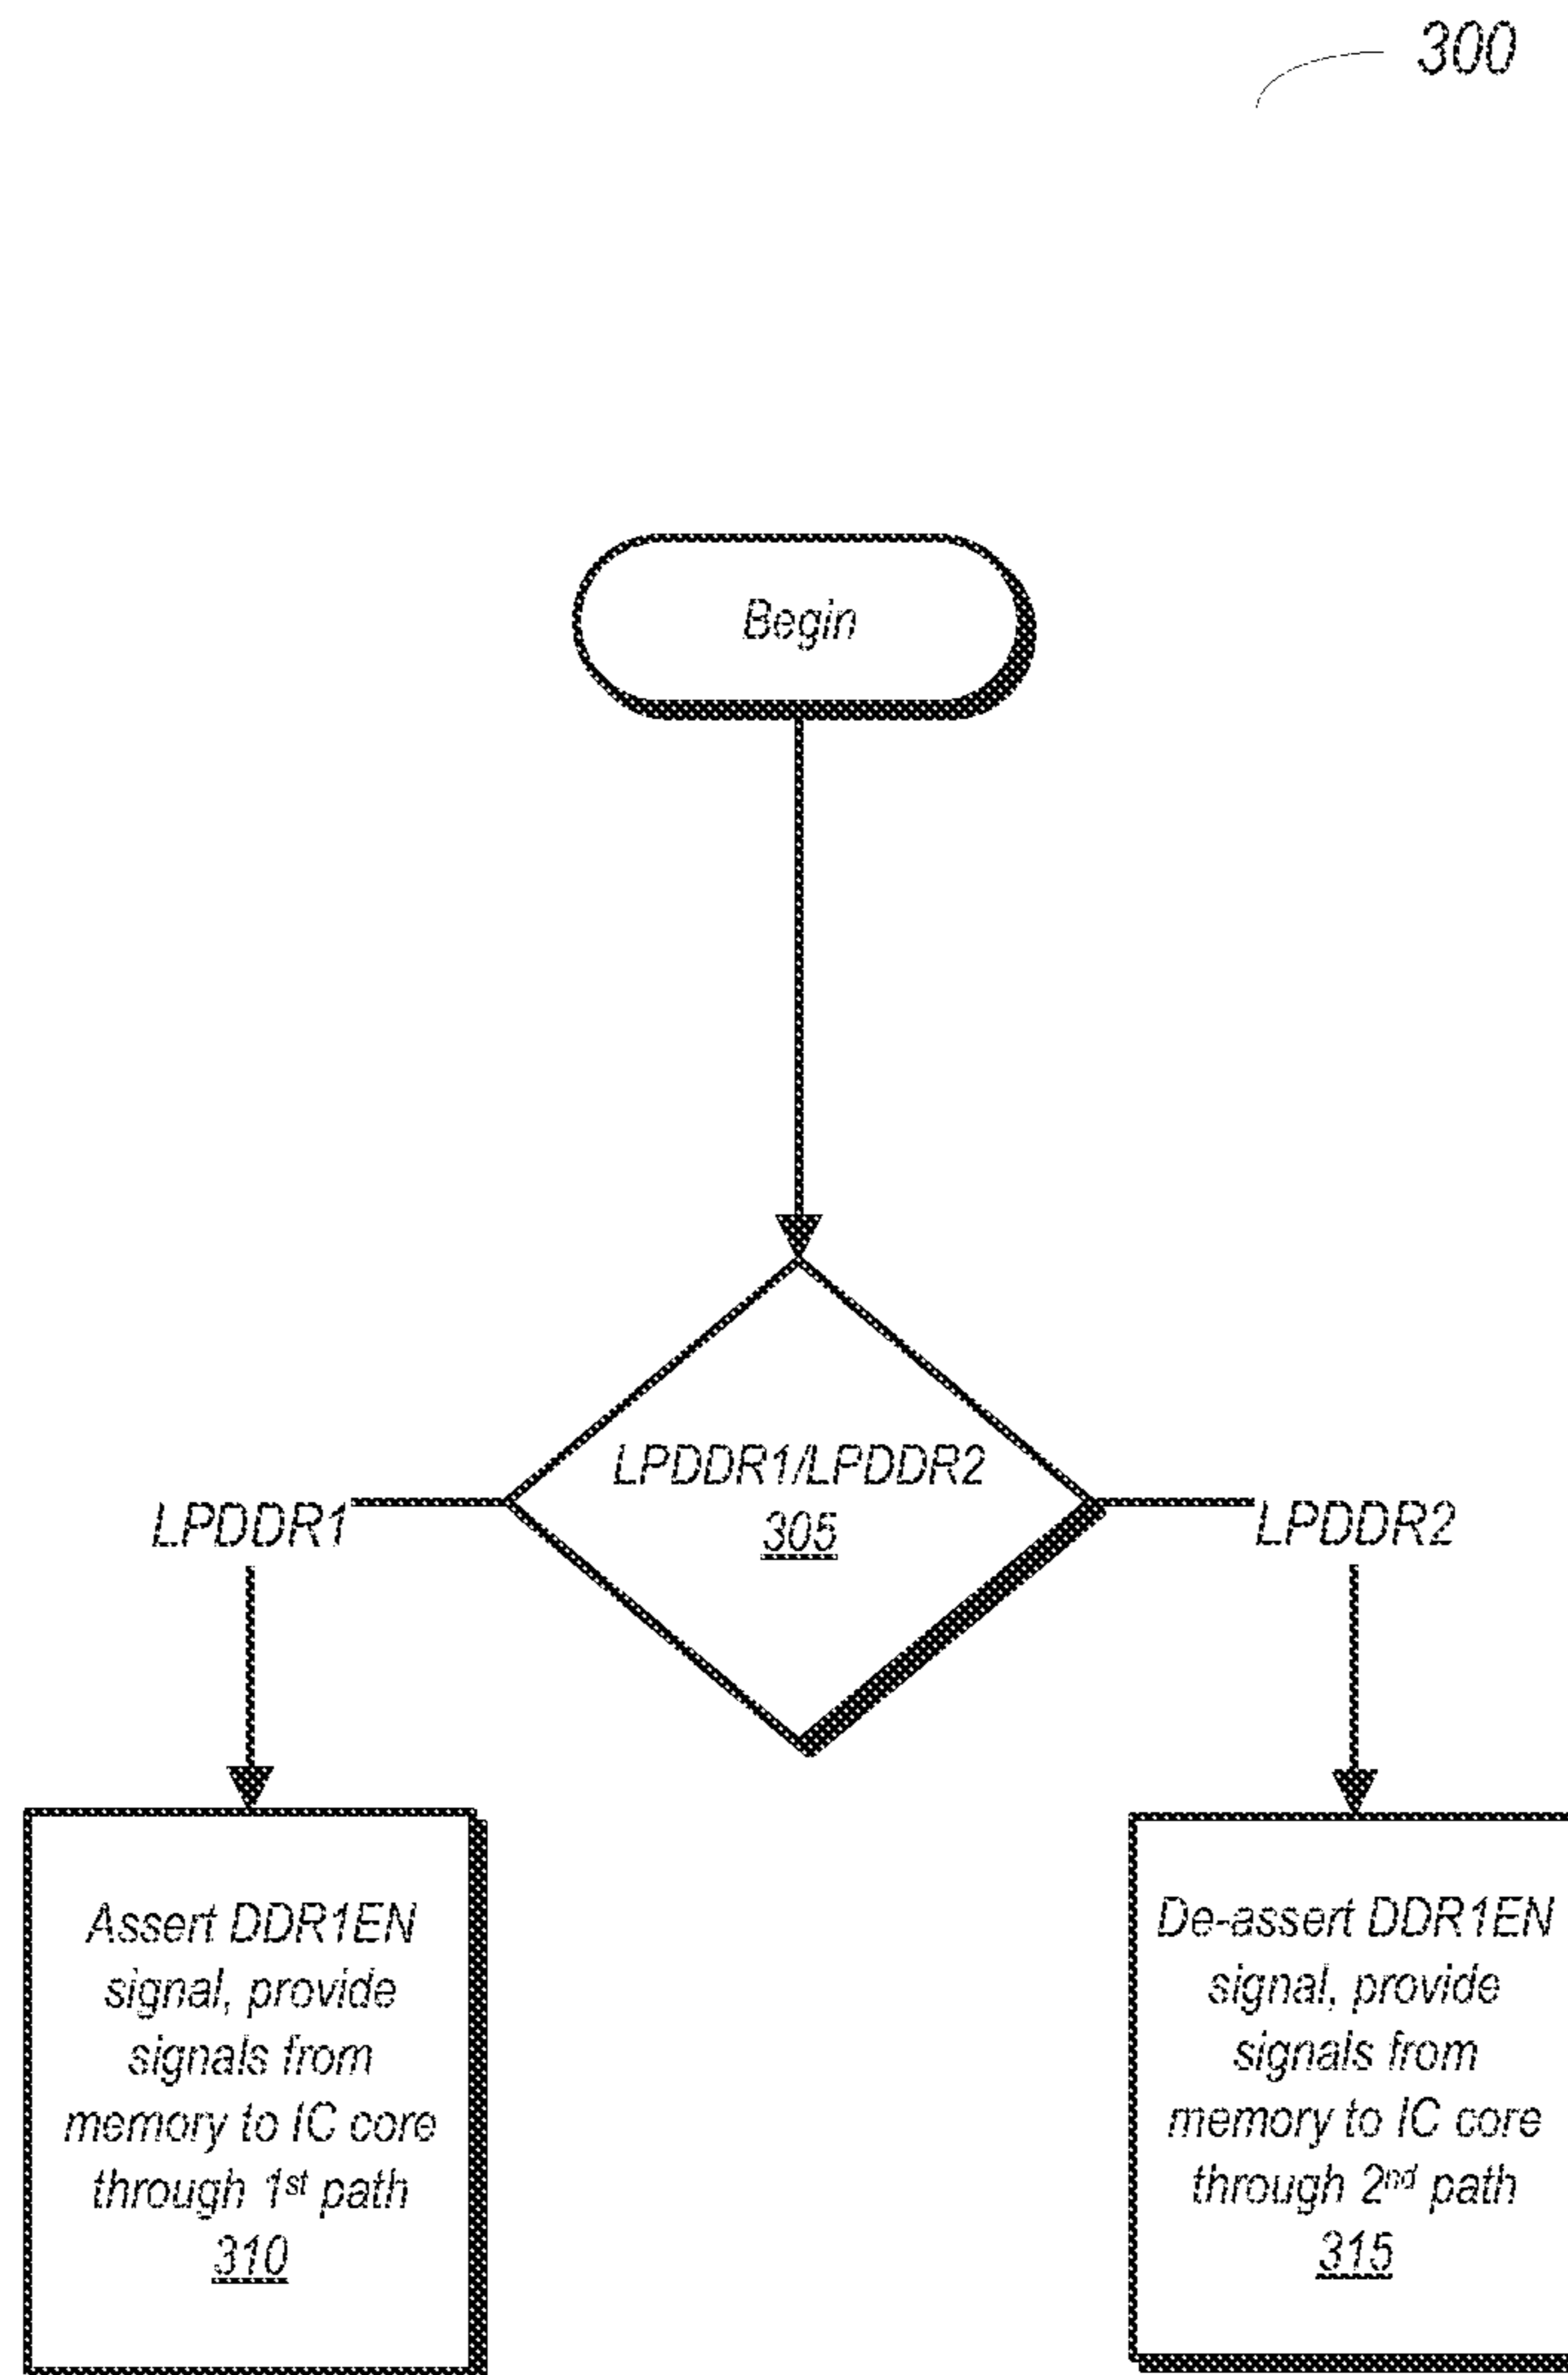 300
Begin
LPDDR1/LPDDR2
305
LPDDR1
LPDDR2
Assert DDR1EN
signal, provide
signals from
memory to IC core
through 1st path
310
De-assert DDR1EN
signal, provide
signals from
memory to IC core
through 2nd path
315